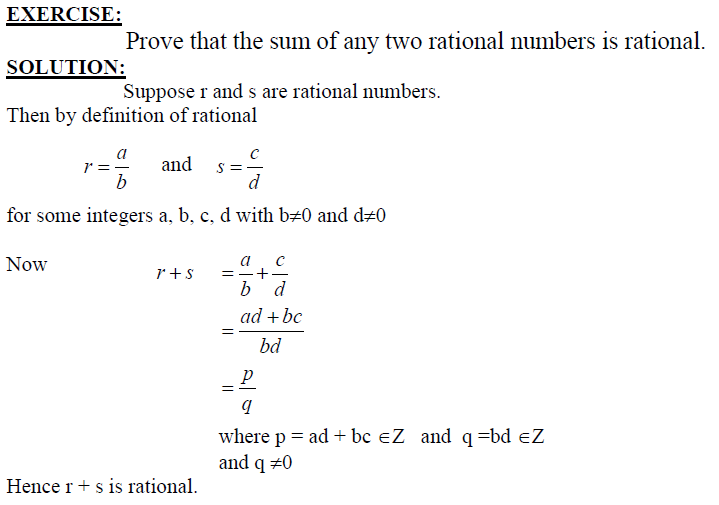 EXERCISE:
Prove that the sum of any two rational numbers is rational.
SOLUTION:
Suppose r and s are rational numbers.
Then by definition of rational
r = a/b and s = c/d
for some integers a, b, c, d with b≠0 and d≠0
Now r + s = a/b + c/d
= (ad + bc)/bd
= p/q
where p = ad + bc ∈Z and q =bd ∈Z
and q ≠0
Hence r + s is rational.